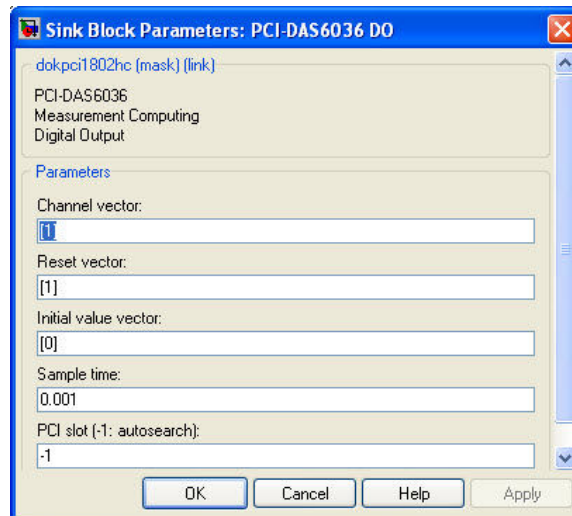 Sink Block Parameters: PCI-DAS6036 DO
dokpci1802hc (mask) (link)
PCI-DAS6036
Measurement Computing
Digital Output
Parameters
Channel vector:
[1]
Reset vector:
[1]
Initial value vector:
[0]
Sample time:
0.001
PCI slot (-1: autosearch):
-1
OK Cancel Help Apply